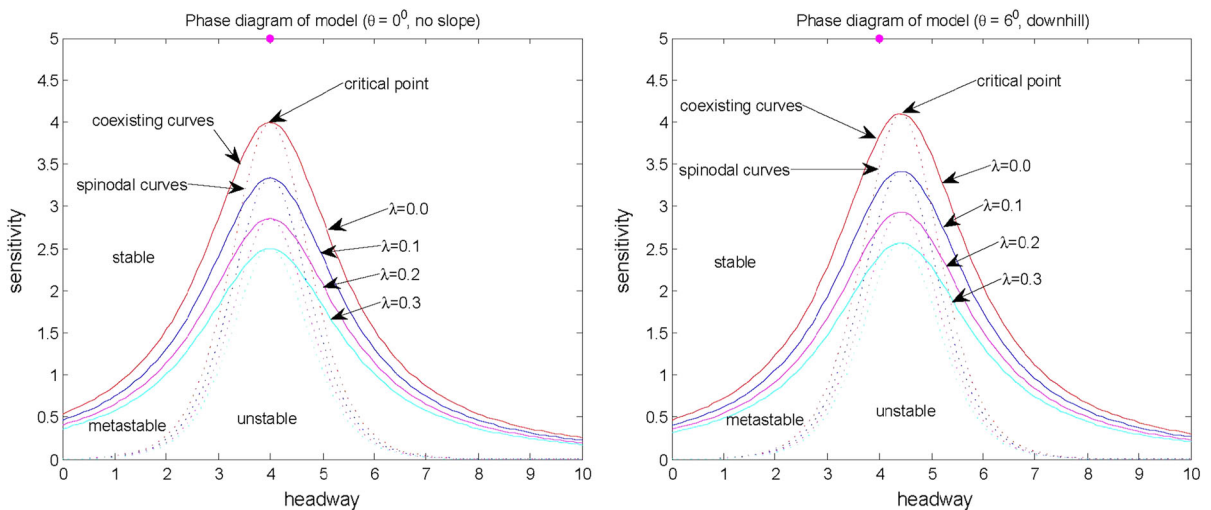 Phase diagram of model (θ = 0⁰, no slope)
5
4.5
4
3.5
3
2.5
2
1.5
1
0.5
0
sensitivity
critical point
coexisting curves
spinodal curves
λ=0.0
λ=0.1
λ=0.2
λ=0.3
stable
metastable
unstable
0 1 2 3 4 5 6 7 8 9 10
headway
Phase diagram of model (θ = 6⁰, downhill)
5
4.5
4
3.5
3
2.5
2
1.5
1
0.5
0
sensitivity
critical point
coexisting curves
spinodal curves
λ=0.0
λ=0.1
λ=0.2
λ=0.3
stable
metastable
unstable
0 1 2 3 4 5 6 7 8 9 10
headway